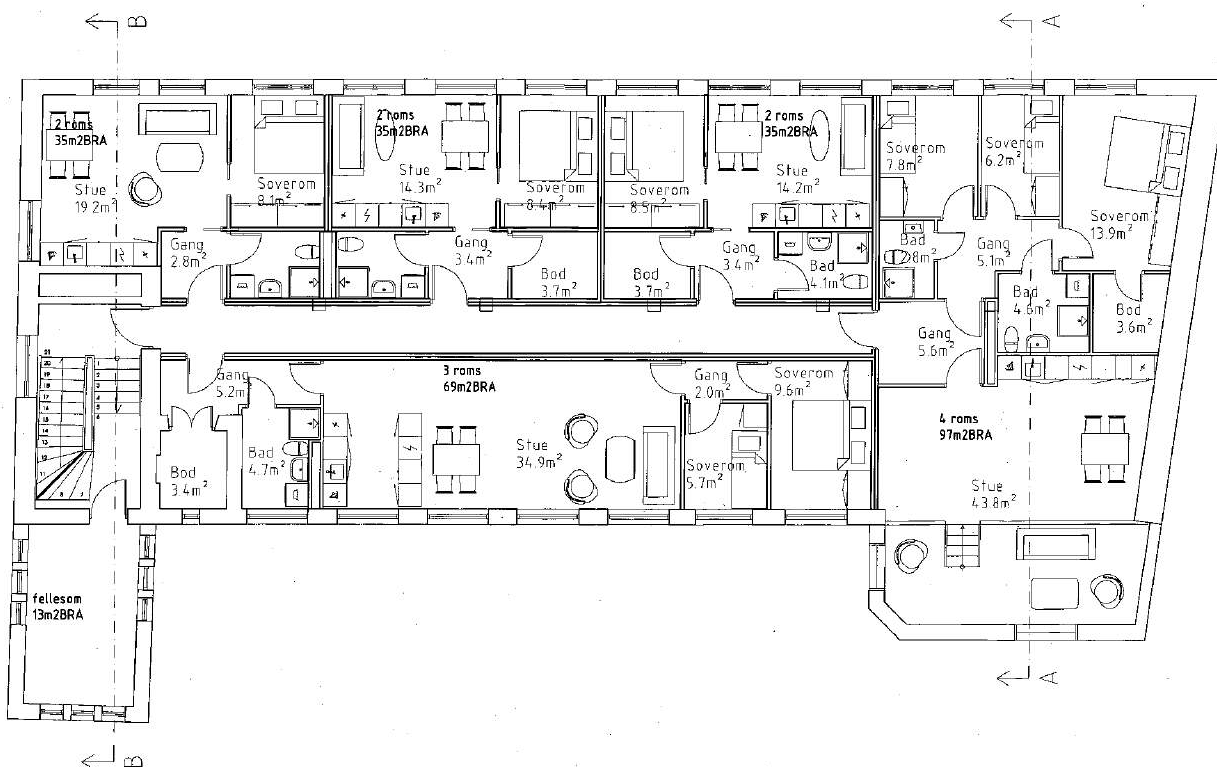 B
A
2 roms
35m2BRA
Stue
19.2m²
Soverom
8.1m²
2 roms
35m2BRA
Stue
14.3m²
Soverom
8.4m²
Soverom
8.5m²
2 roms
35m2BRA
Stue
14.2m²
Soverom
7.8m²
Soverom
6.2m²
Soverom
13.9m²
Gang
2.8m²
Gang
3.4m²
Bod
3.7m²
Bod
3.7m²
Gang
3.4m²
Bad
4.1m²
Bad
Gang
5.1m²
Bad
4.6m²
Bod
3.6m²
Gang
5.6m²
Gang
5.2m²
3 roms
69m2BRA
Gang
2.0m²
Soverom
9.6m²
Bod
3.4m²
Bad
4.7m²
Stue
34.9m²
Soverom
5.7m²
4 roms
97m2BRA
Stue
43.8m²
fellesom
13m2BRA
A
B